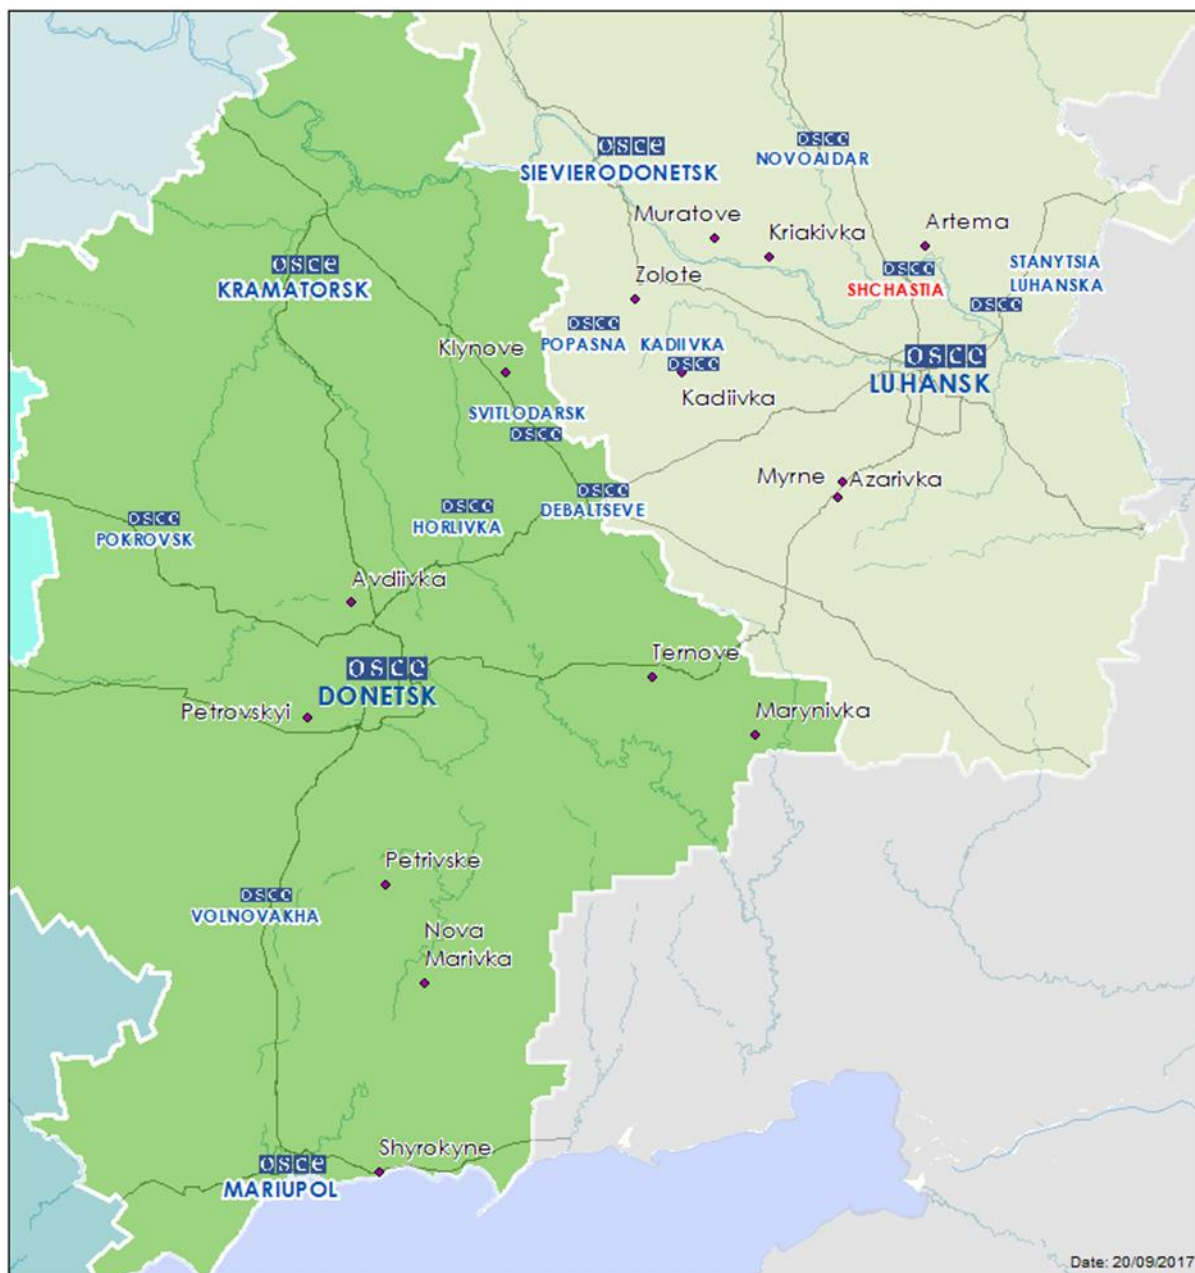 osce
SIEVIERODONETSK
osce
NOVOAIDAR
Muratove
Kriakivka
Artema
osce
KRAMATORSK
Zolote
osce
SHCHASTIA
STANYTSIA
LUHANSKA
osce
osce
POPASNA
KADIIVKA
osce
Kadiivka
Klynove
osce
LUHANSK
SVITLODARSK
osce
Myrne
Azarivka
osce
DEBALTSEVE
osce
HORLIVKA
osce
POKROVSK
Avdiivka
osce
DONETSK
Ternove
Petrovskyi
Marynivka
Petrivske
osce
VOLNOVAKHA
Nova
Marivka
Shyrokyne
osce
MARIUPOL
Date: 20/09/2017